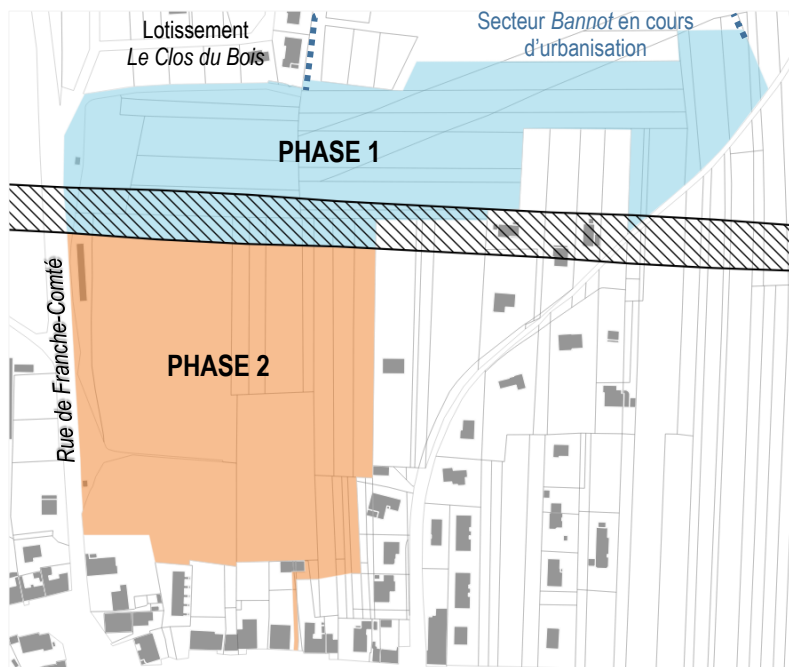 Lotissement
Le Clos du Bois
Secteur Bannot en cours
d'urbanisation
PHASE 1
Rue de Franche-Comté
PHASE 2